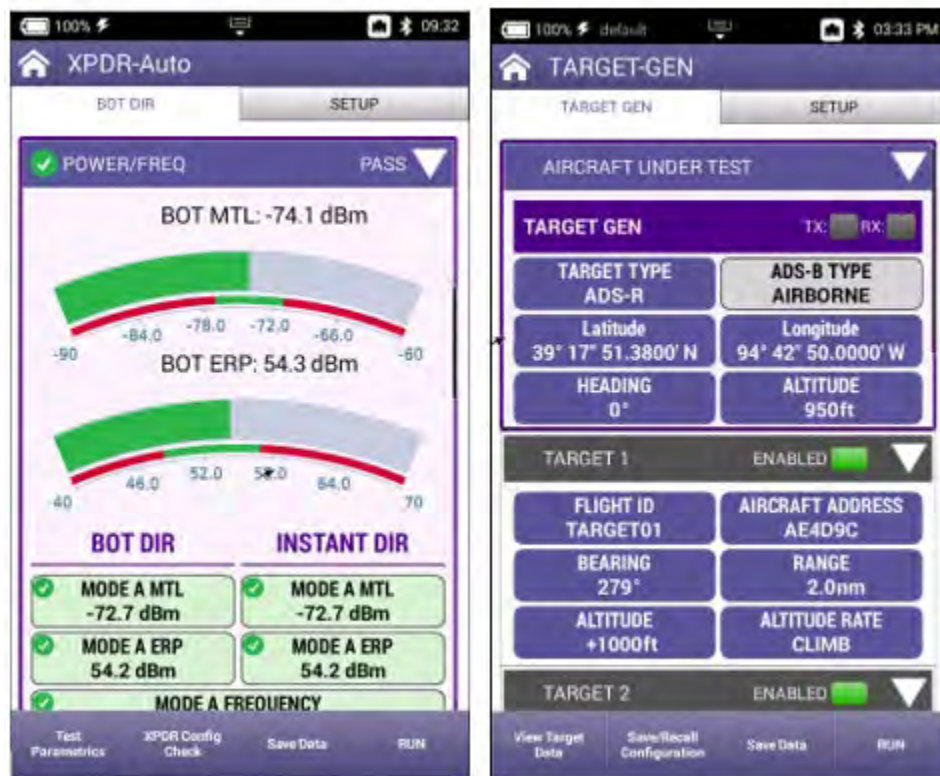 100%
09:32
XPDR-Auto
BOT DIR
SETUP
POWER/FREQ
PASS
BOT MTL: -74.1 dBm
-90
-84.0
-78.0
-72.0
-66.0
-60
BOT ERP: 54.3 dBm
40
46.0
52.0
64.0
70
BOT DIR
INSTANT DIR
MODE A MTL
-72.7 dBm
MODE A MTL
-72.7 dBm
MODE A ERP
54.2 dBm
MODE A ERP
54.2 dBm
MODE A FREQUENCY
Test
Parametrics
XPDR Config
Check
Save Data
RUN
100%
default
03:33 PM
TARGET-GEN
TARGET GEN
SETUP
AIRCRAFT UNDER TEST
TARGET GEN
TX:
RX:
TARGET TYPE
ADS-R
ADS-B TYPE
AIRBORNE
Latitude
39° 17" 51.3800' N
Longitude
94° 42" 50.0000' W
HEADING
0°
ALTITUDE
950ft
TARGET 1
ENABLED
FLIGHT ID
TARGET01
AIRCRAFT ADDRESS
AE4D9C
BEARING
279°
RANGE
2.0nm
ALTITUDE
+1000ft
ALTITUDE RATE
CLIMB
TARGET 2
ENABLED
View Target
Data
Save/Recall
Configuration
Save Data
RUN